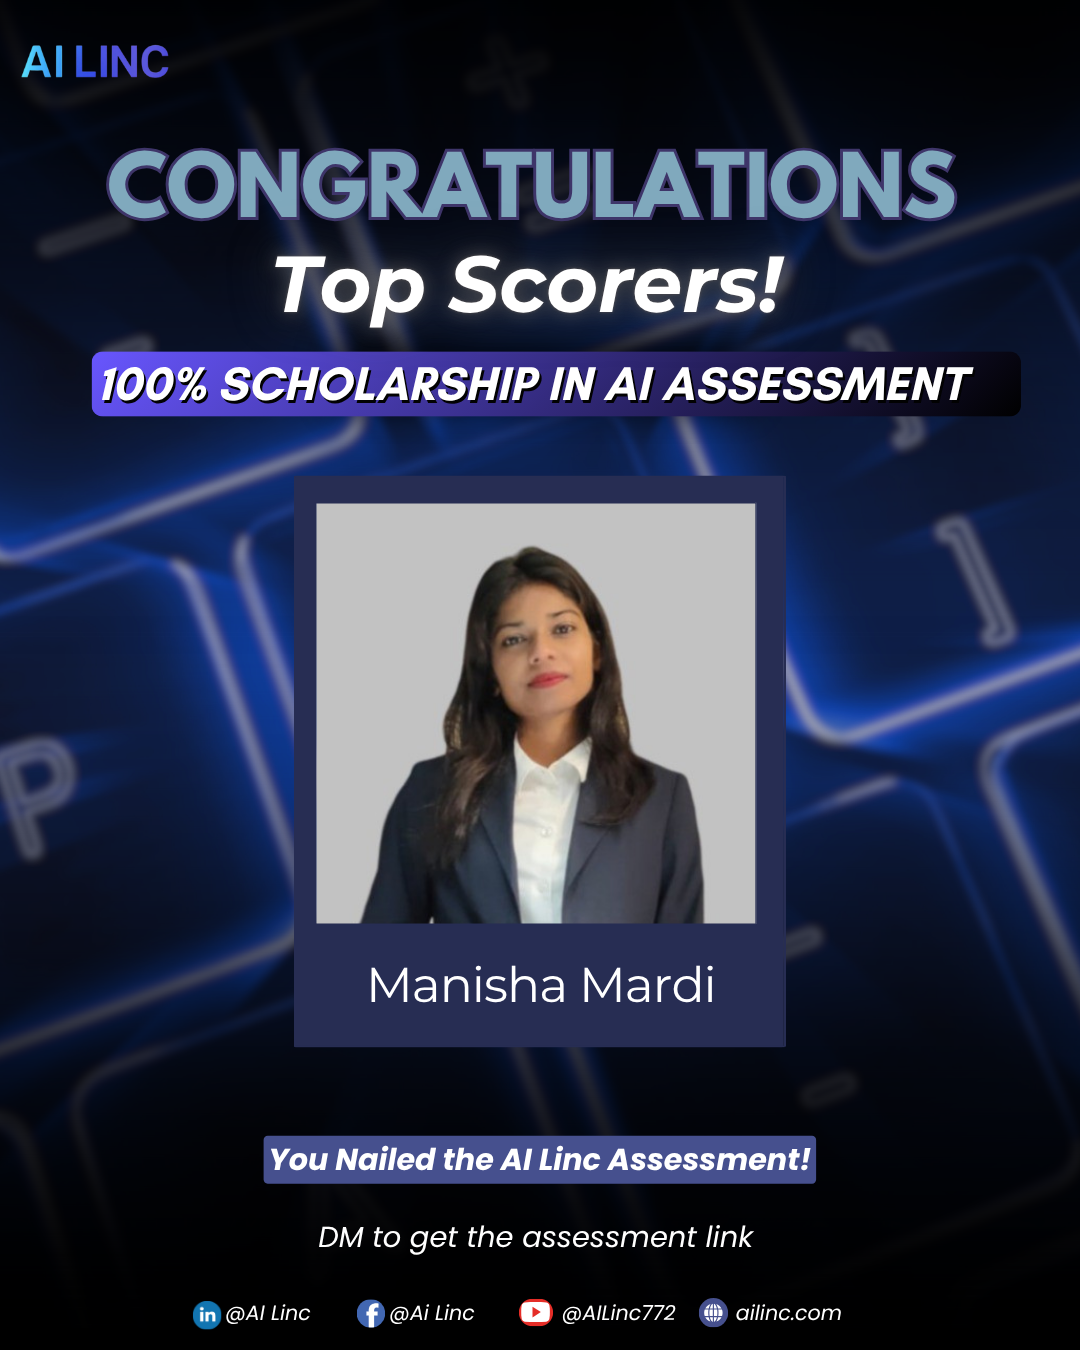 AI LINC
CONGRATULATIONS
Top Scorers!
100% SCHOLARSHIP IN AI ASSESSMENT
Manisha Mardi
You Nailed the AI Linc Assessment!
DM to get the assessment link
in @AI Linc f @Ai Linc @AILinc772 ailinc.com
P